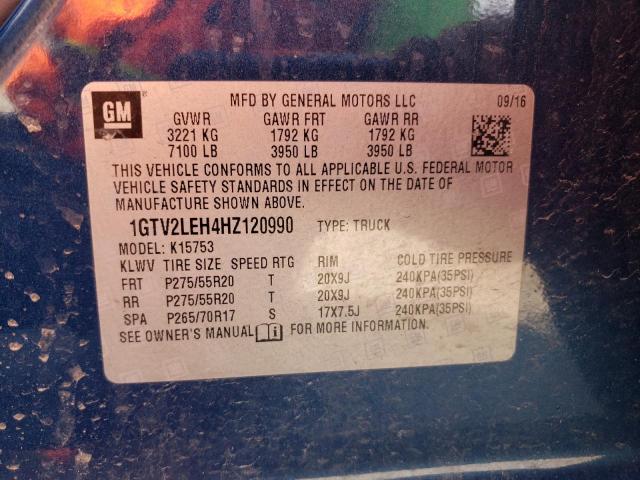 GM
MFD BY GENERAL MOTORS LLC 09/16
GVWR GAWR FRT GAWR RR
3221 KG 1792 KG 1792 KG
7100 LB 3950 LB 3950 LB
THIS VEHICLE CONFORMS TO ALL APPLICABLE U.S. FEDERAL MOTOR
VEHICLE SAFETY STANDARDS IN EFFECT ON THE DATE OF
MANUFACTURE SHOWN ABOVE.
1GTV2LEH4HZ120990 TYPE: TRUCK
MODEL: K15753
KLWV TIRE SIZE SPEED RTG RIM COLD TIRE PRESSURE
FRT P275/55R20 T 20X9J 240KPA(35PSI)
RR P275/55R20 T 20X9J 240KPA(35PSI)
SPA P265/70R17 S 17X7.5J 240KPA(35PSI)
SEE OWNER'S MANUAL FOR MORE INFORMATION.